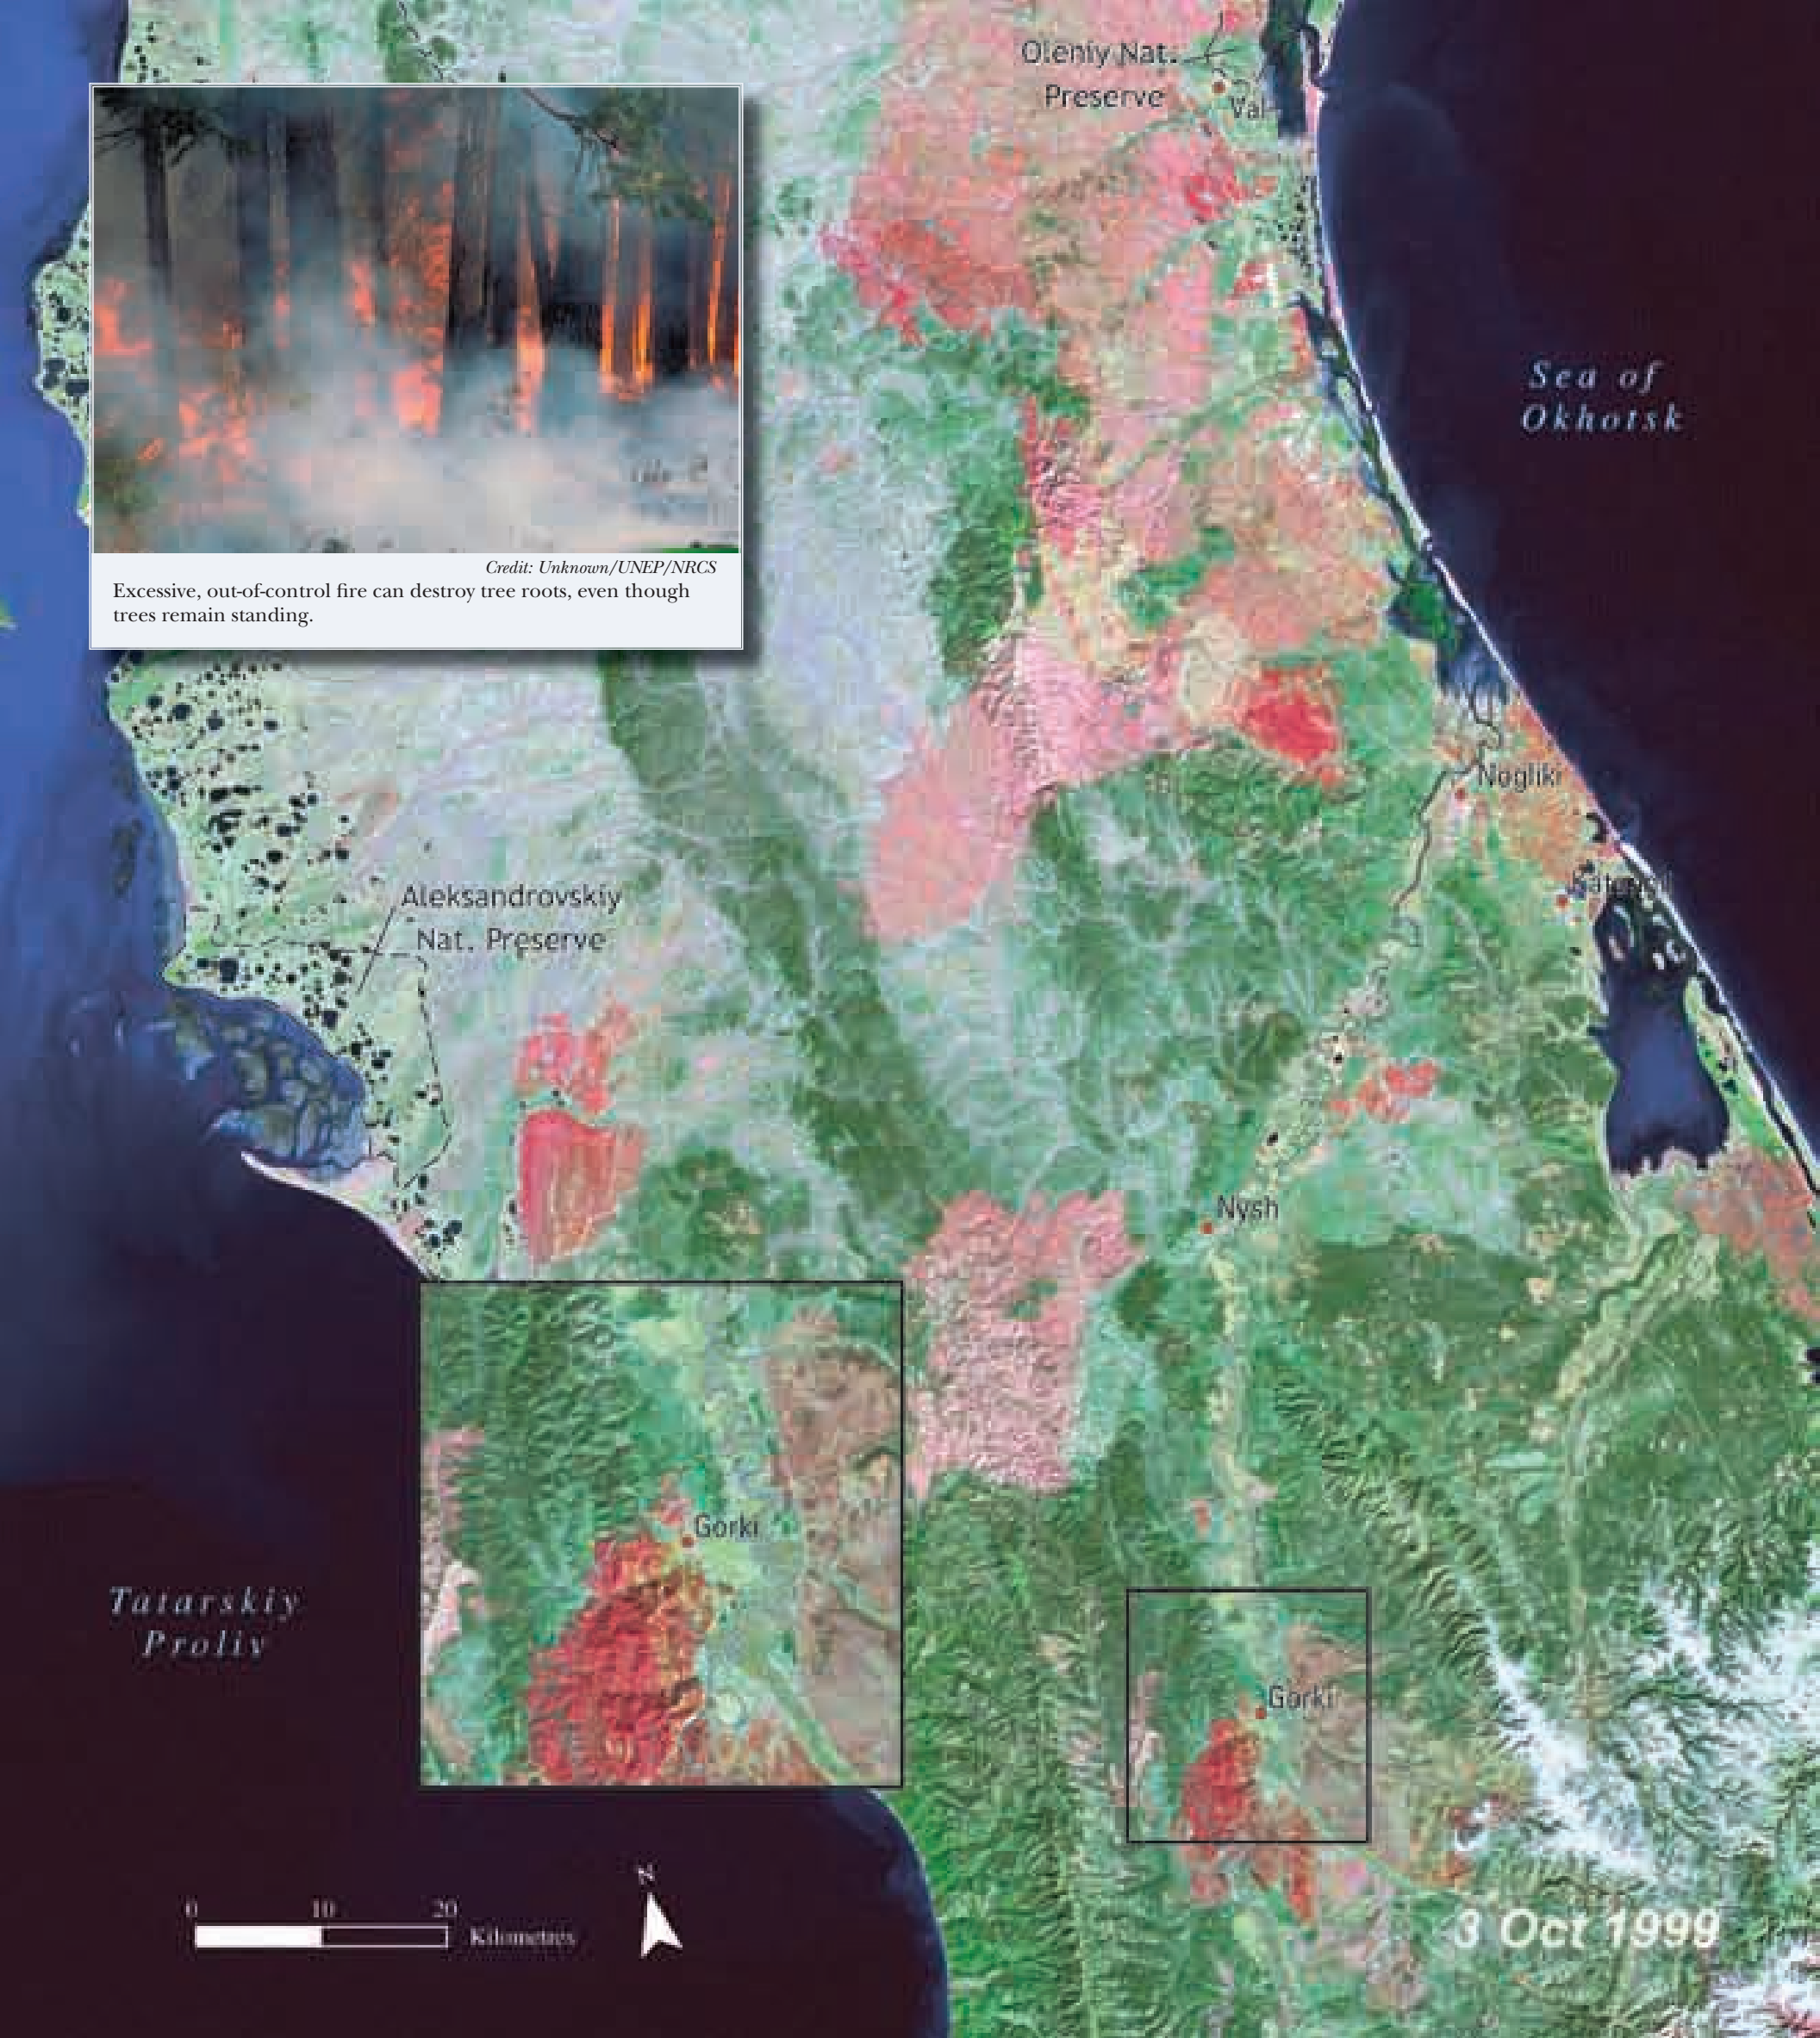 Oleniy Nat.
Preserve
Val
Credit: Unknown/UNEP/NRCS
Excessive, out-of-control fire can destroy tree roots, even though
trees remain standing.
Sea of
Okhotsk
Nogliki
Aleksandrovskiy
Nat. Preserve
Nysh
Gorki
Tatarskiy
Proliv
Gorki
N
0 10 20
Kilometres
3 Oct 1999